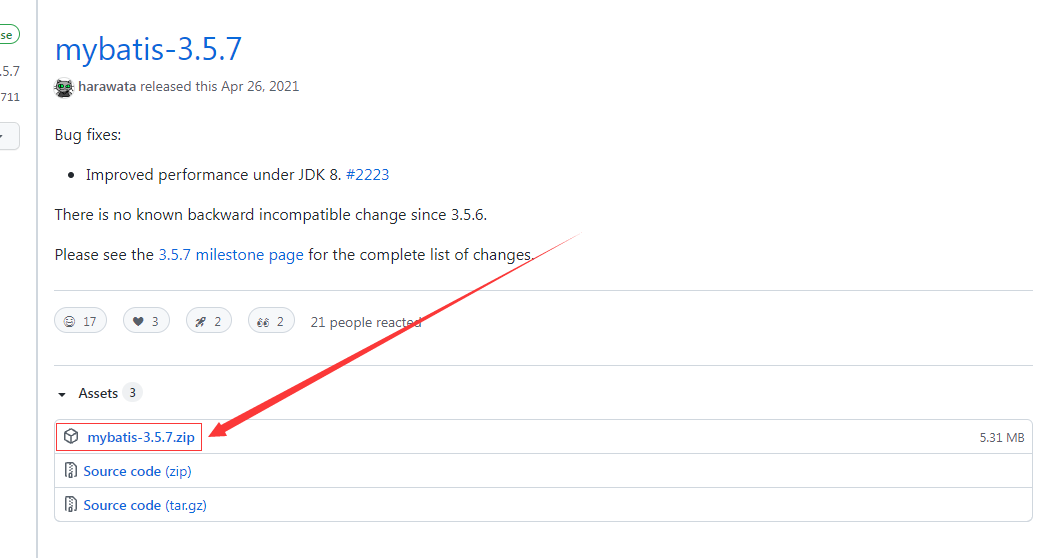 se
mybatis-3.5.7
.5.7
harawata released this Apr 26, 2021
711
Bug fixes:
Improved performance under JDK 8. #2223
There is no known backward incompatible change since 3.5.6.
Please see the 3.5.7 milestone page for the complete list of changes.
17 3 2 2 21 people reacted
Assets 3
mybatis-3.5.7.zip 5.31 MB
Source code (zip)
Source code (tar.gz)